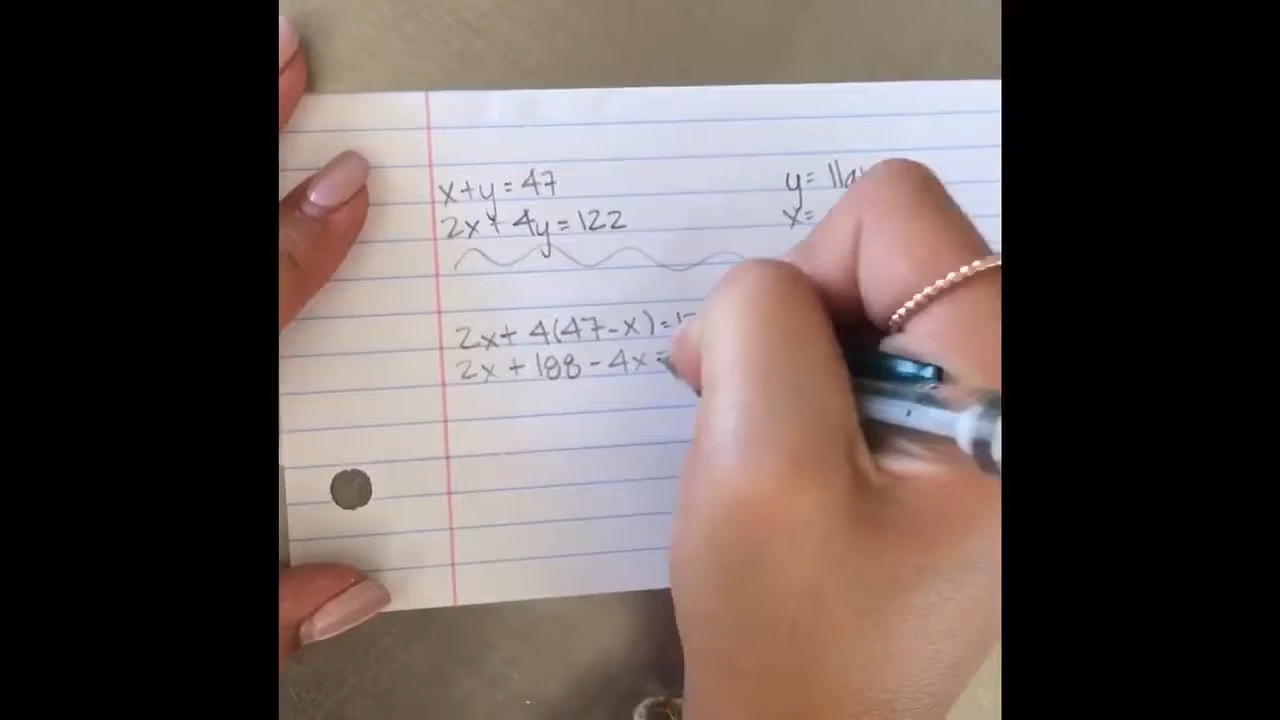 x+y=47
2x+4y=122
y=
x=
2x+4(47-x)=
2x+188-4x=